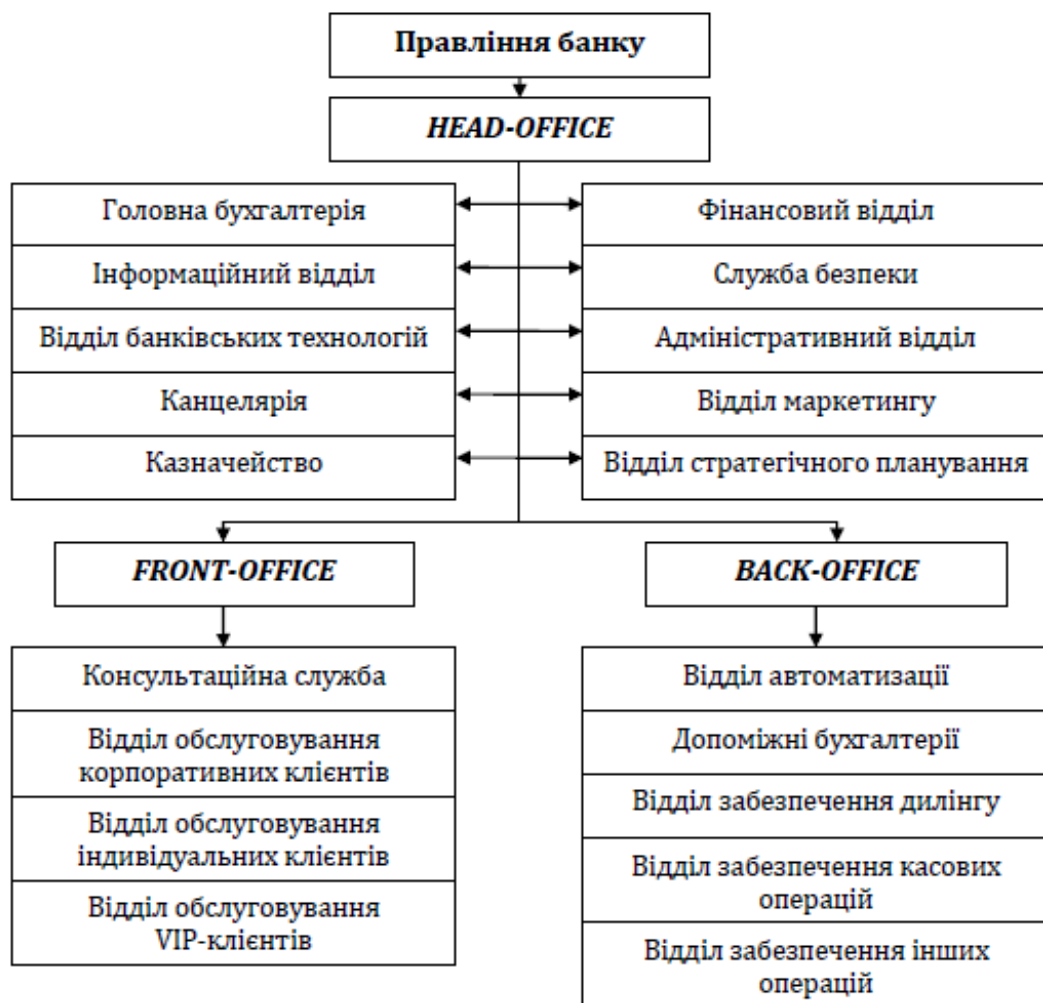 Правління банку
HEAD-OFFICE
Головна бухгалтерія
Фінансовий відділ
Інформаційний відділ
Служба безпеки
Відділ банківських технологій
Адміністративний відділ
Канцелярія
Відділ маркетингу
Казначейство
Відділ стратегічного планування
FRONT-OFFICE
BACK-OFFICE
Консультаційна служба
Відділ обслуговування
корпоративних клієнтів
Відділ обслуговування
індивідуальних клієнтів
Відділ обслуговування
VIP-клієнтів
Відділ автоматизації
Допоміжні бухгалтерії
Відділ забезпечення дилінгу
Відділ забезпечення касових
операцій
Відділ забезпечення інших
операцій